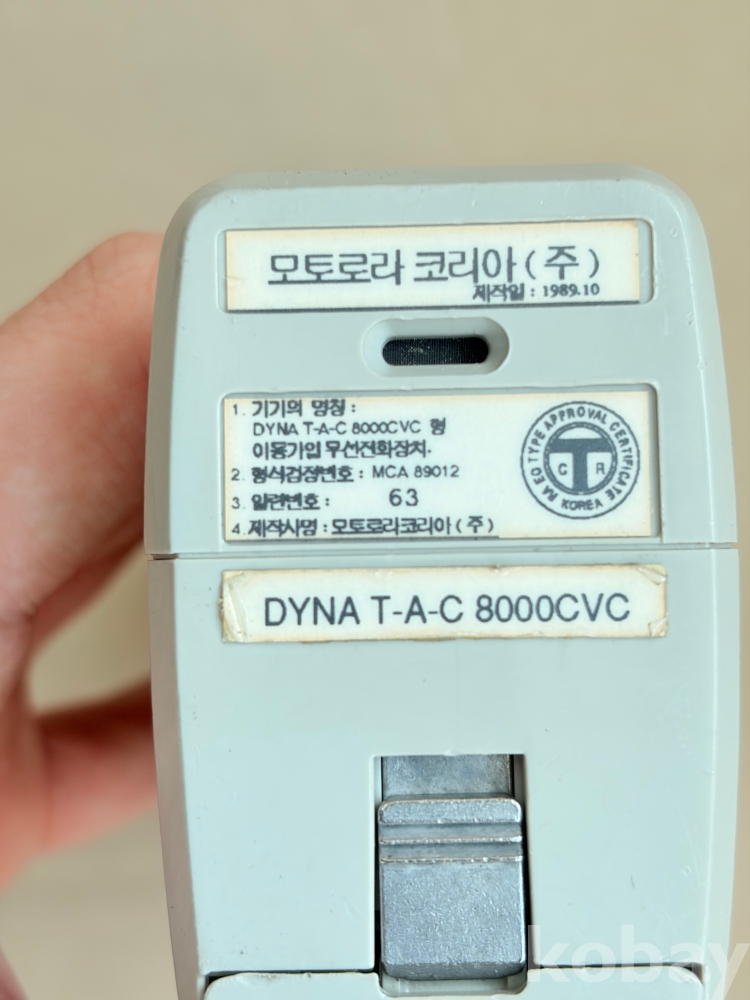 모토로라 코리아(주)
제작일 : 1989.10
1. 기기의 명칭 :
DYNA T-A-C 8000CVC 형
이동가입 무선전화장치.
2. 형식검정번호 : MCA 89012
3. 일련번호 : 63
4. 제작사명 : 모토로라코리아(주)
TYPE APPROVAL CERTIFICATE
T
C R
KOREA
DYNA T-A-C 8000CVC
kobay